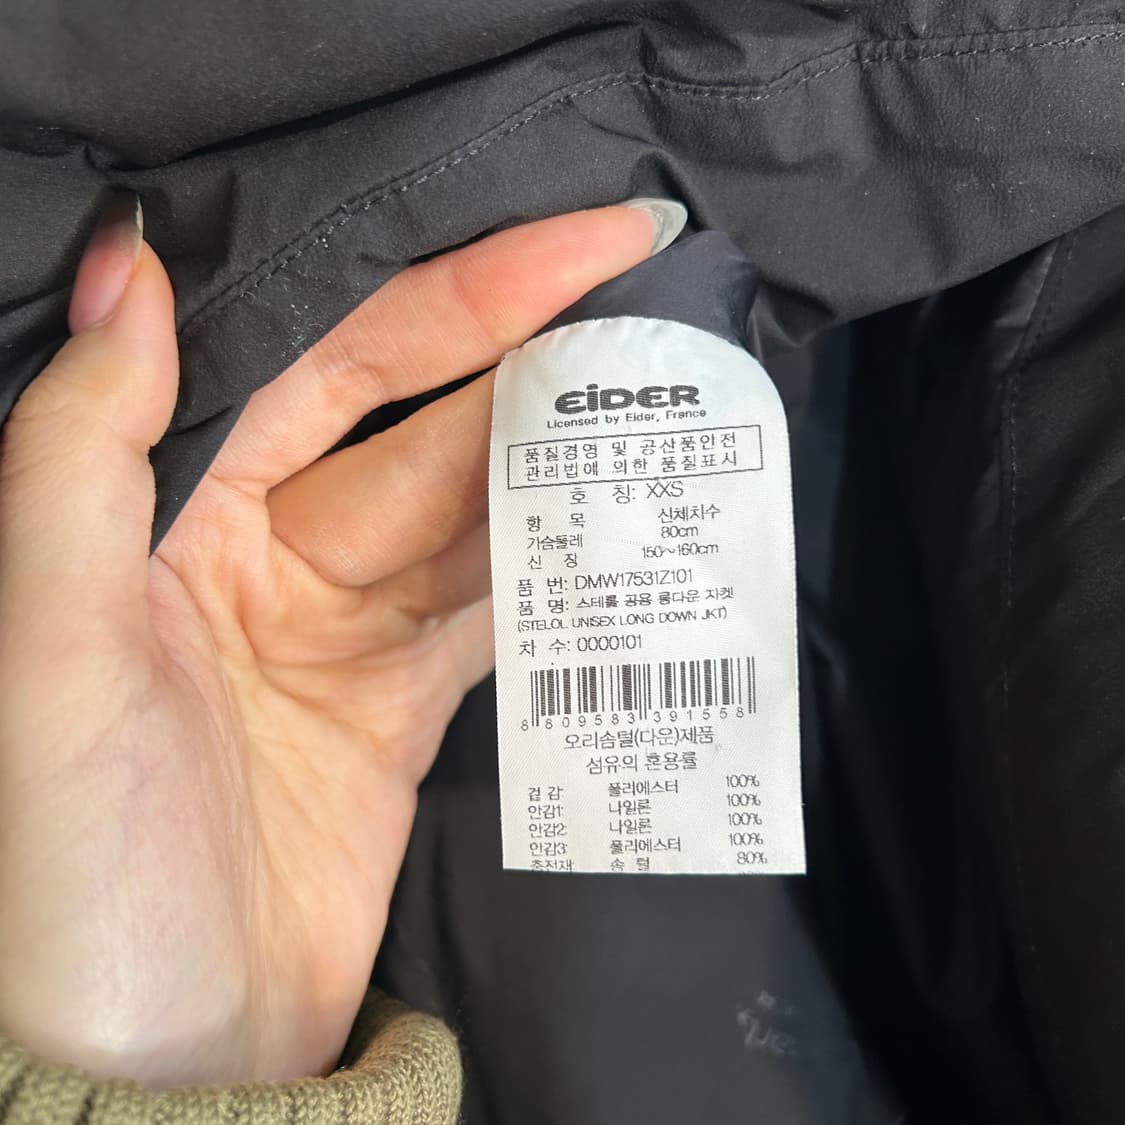 EiDER
Licensed by Eider, France
품질경영 및 공산품안전
관리법에 의한 품질표시
호 칭: XXS
항 목 신체치수
가슴둘레 80cm
신 장 150~160cm
품 번: DMW17531Z101
품 명: 스테롤 공용 롱다운 자켓
(STELOL UNISEX LONG DOWN JKT)
차 수: 0000101
8 809583 391558
오리솜털(다운)제품
섬유의 혼용률
겉감: 폴리에스터 100%
안감1: 나일론 100%
안감2: 나일론 100%
안감3: 폴리에스터 100%
충전재: 솜 털 80%